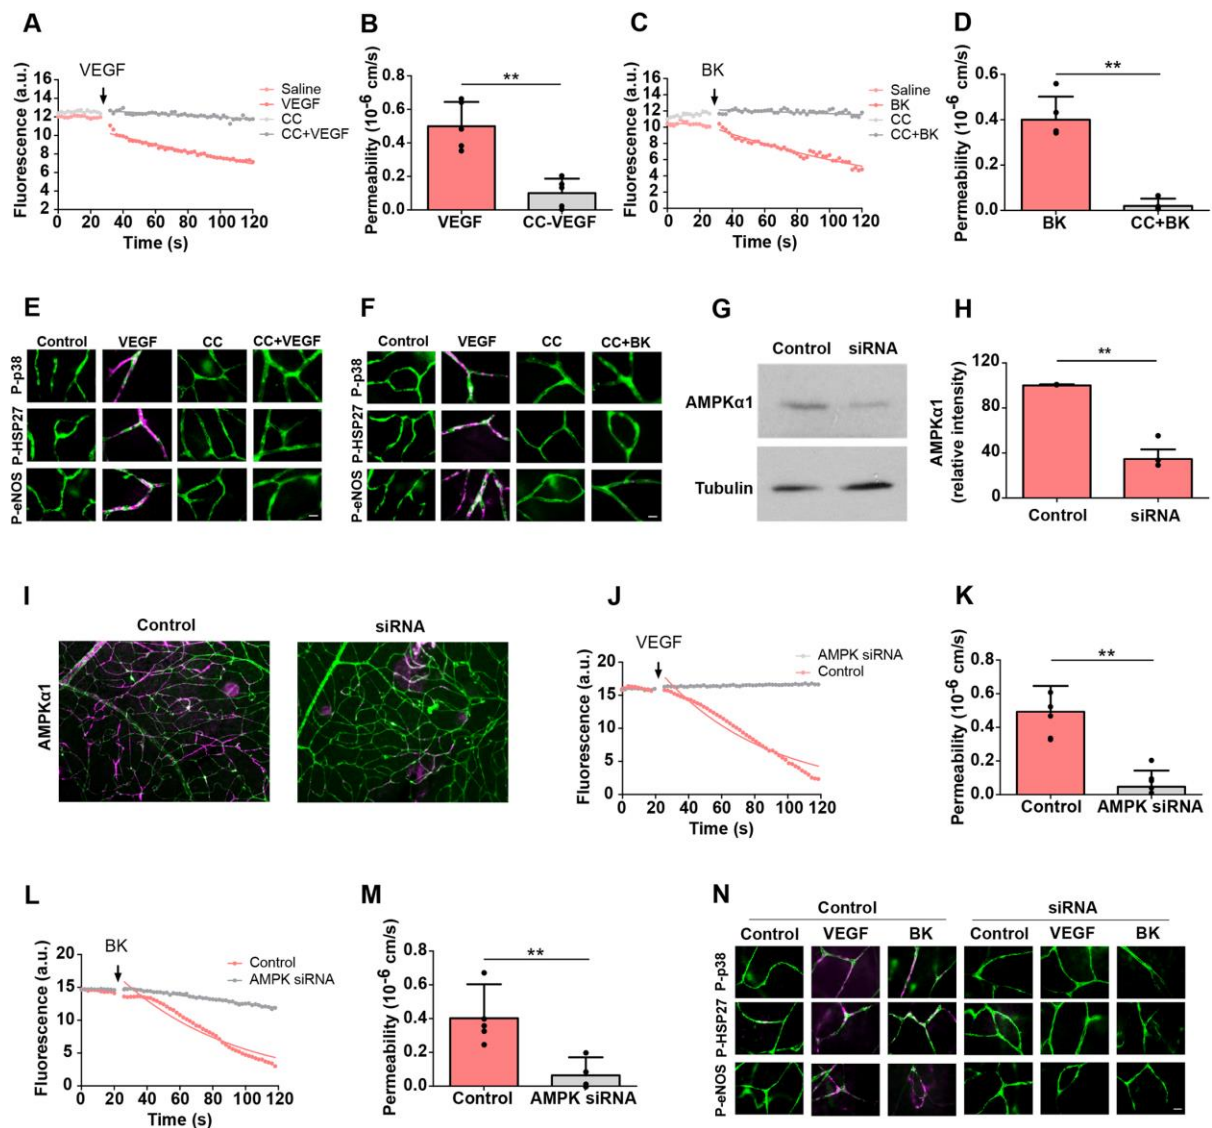 A
VEGF
Fluorescence (a.u.)
16
14
12
10
8
6
4
2
0 20 40 60 80 100 120
Time (s)
Saline
VEGF
CC
CC+VEGF
B
**
Permeability (10-6 cm/s)
0.8
0.6
0.4
0.2
0.0
VEGF CC-VEGF
C
BK
Fluorescence (a.u.)
16
14
12
10
8
6
4
2
0
0 20 40 60 80 100 120
Time (s)
Saline
BK
CC
CC+BK
D
**
Permeability (10-6 cm/s)
0.6
0.4
0.2
0.0
BK CC+BK
E
Control VEGF CC CC+VEGF
P-p38
P-HSP27
P-eNOS
F
Control VEGF CC CC+BK
P-p38
P-HSP27
P-eNOS
G
Control siRNA
AMPKα1
Tubulin
H
**
AMPKα1
(relative intensity)
120
80
40
0
Control siRNA
I
Control siRNA
AMPKα1
J
VEGF
Fluorescence (a.u.)
20
15
10
5
0
0 20 40 60 80 100 120
Time (s)
AMPK siRNA
Control
K
**
Permeability (10-6 cm/s)
0.8
0.6
0.4
0.2
0.0
Control AMPK siRNA
L
BK
Fluorescence (a.u.)
20
15
10
5
0
0 20 40 60 80 100 120
Time (s)
Control
AMPK siRNA
M
**
Permeability (10-6 cm/s)
0.8
0.6
0.4
0.2
0.0
Control AMPK siRNA
N
Control siRNA
Control VEGF BK Control VEGF BK
P-p38
P-HSP27
P-eNOS